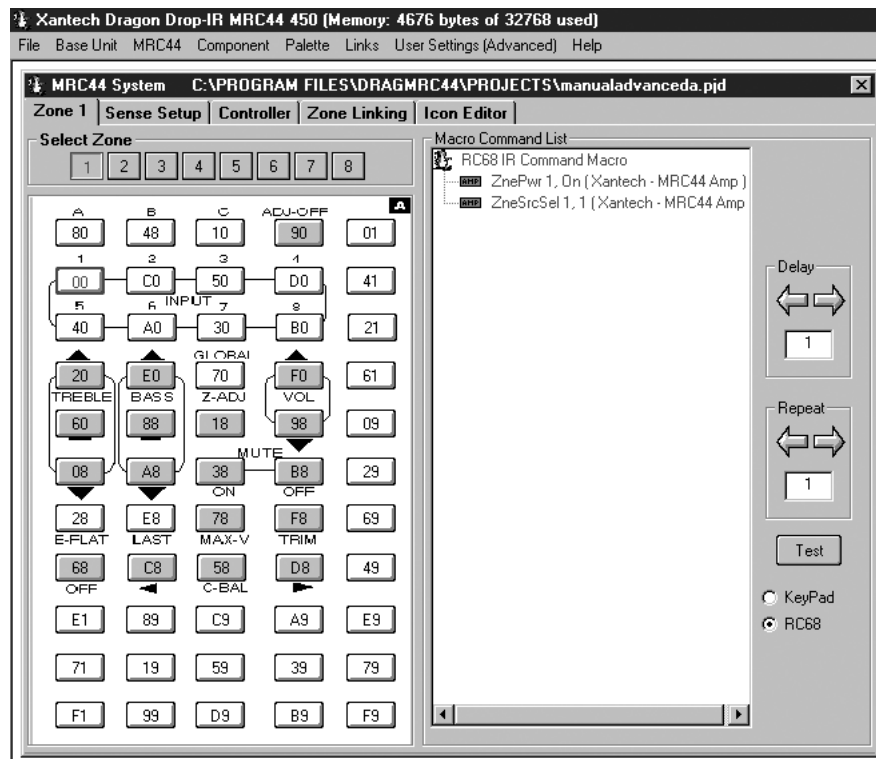 Xantech Dragon Drop-IR MRC44 450 (Memory: 4676 bytes of 32768 used)
File Base Unit MRC44 Component Palette Links User Settings (Advanced) Help
MRC44 System C:\PROGRAM FILES\DRAGMRC44\PROJECTS\manualadvanceda.pjd
Zone 1 Sense Setup Controller Zone Linking Icon Editor
Select Zone
1 2 3 4 5 6 7 8
A
A B C ADJ-OFF
80 48 10 90 01
1 2 3 4
00 C0 50 D0 41
INPUT
5 6 7 8
40 A0 30 B0 21
GLOBAL
20 E0 70 F0 61
TREBLE BASS Z-ADJ VOL
60 88 18 98 09
MUTE
08 A8 38 B8 29
ON OFF
28 E8 78 F8 69
E-FLAT LAST MAX-V TRIM
68 C8 58 D8 49
OFF C-BAL
E1 89 C9 A9 E9
71 19 59 39 79
F1 99 D9 B9 F9
Macro Command List
RC68 IR Command Macro
AMP ZnePwr 1, On ( Xantech - MRC44 Amp )
AMP ZneSrcSel 1, 1 ( Xantech - MRC44 Amp
Delay
1
Repeat
1
Test
KeyPad
RC68